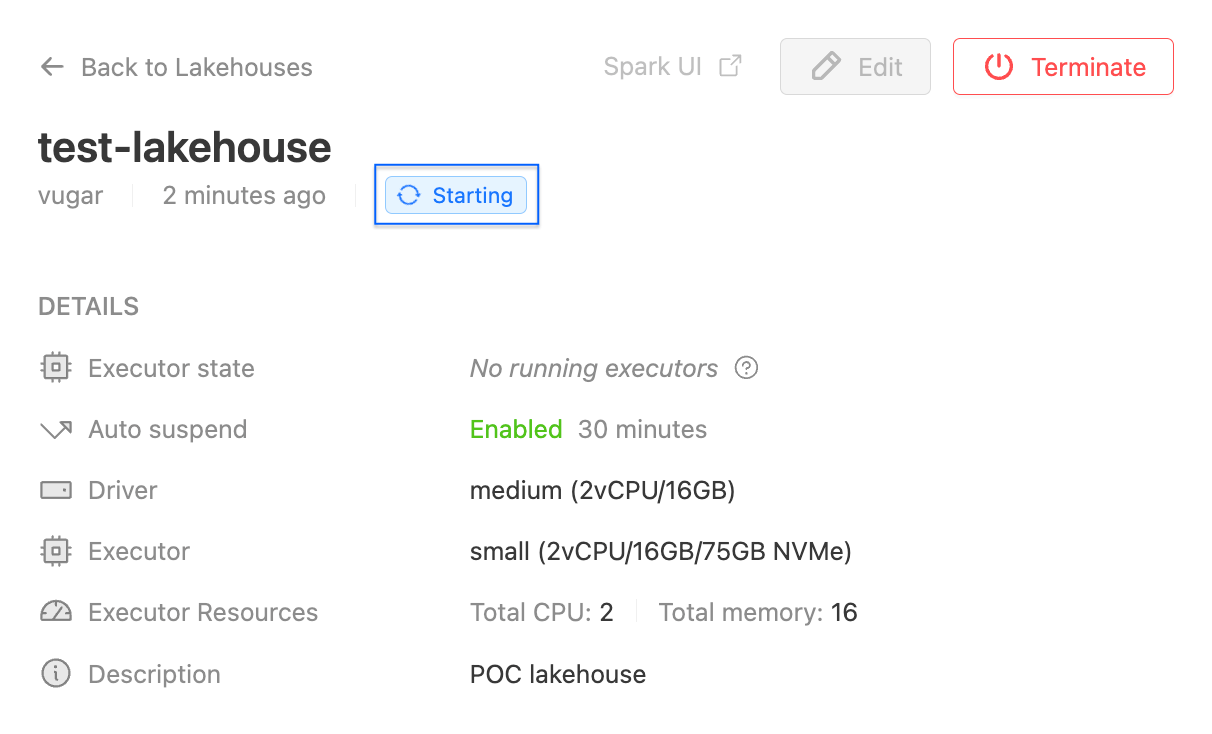 Back to Lakehouses
Spark UI
Edit
Terminate
test-lakehouse
vugar 2 minutes ago Starting
DETAILS
Executor state No running executors
Auto suspend Enabled 30 minutes
Driver medium (2vCPU/16GB)
Executor small (2vCPU/16GB/75GB NVMe)
Executor Resources Total CPU: 2 Total memory: 16
Description POC lakehouse